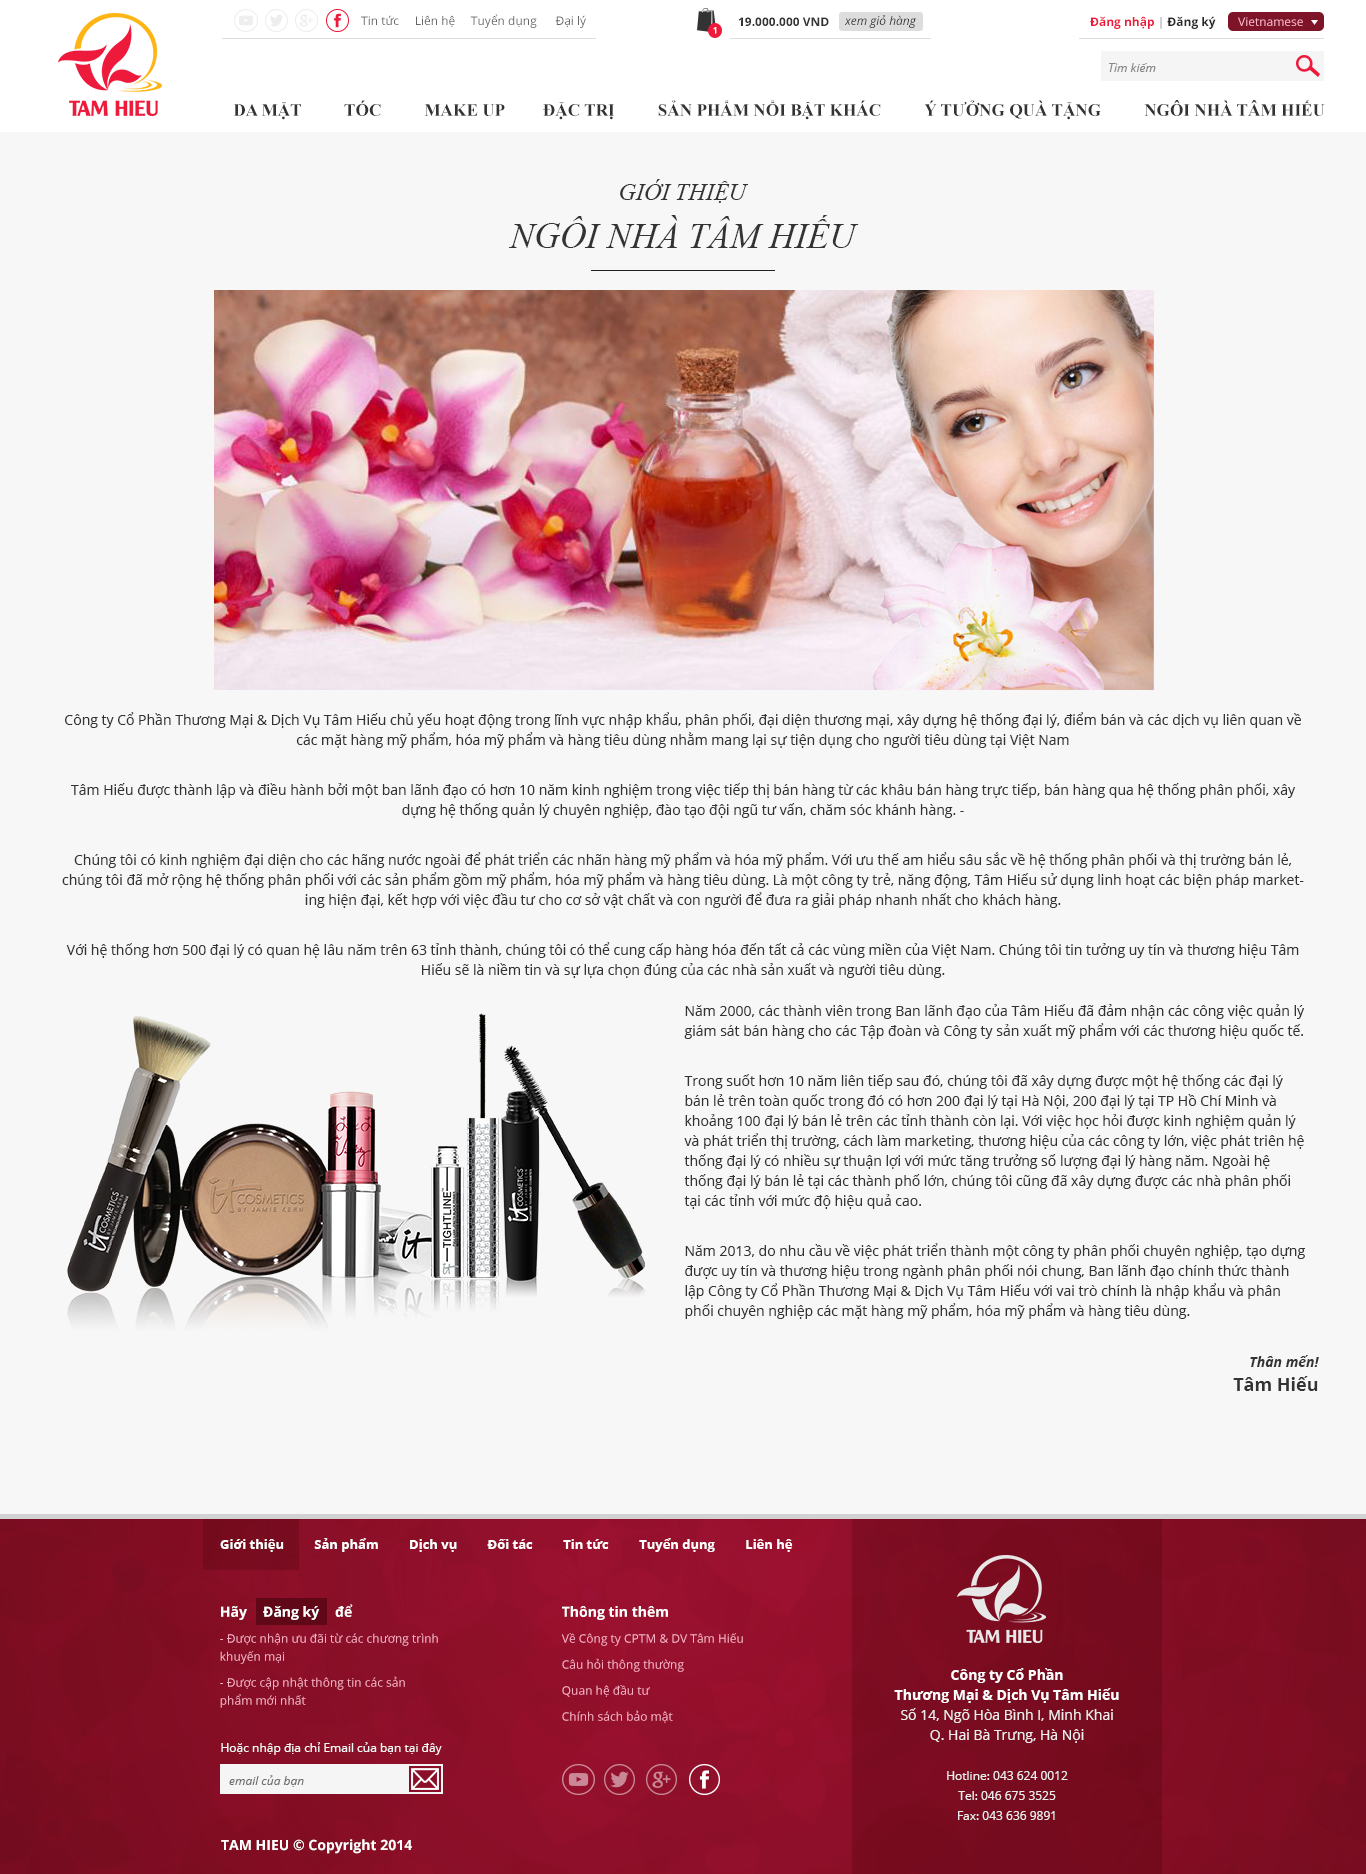 Tin tức Liên hệ Tuyển dụng Đại lý
1
19.000.000 VND xem giỏ hàng
Đăng nhập | Đăng ký Vietnamese
TAM HIEU
Tìm kiếm
DA MẶT TÓC MAKE UP ĐẶC TRỊ SẢN PHẨM NỔI BẬT KHÁC Ý TƯỞNG QUÀ TẶNG NGÔI NHÀ TÂM HIẾU
GIỚI THIỆU
NGÔI NHÀ TÂM HIẾU
Công ty Cổ Phần Thương Mại & Dịch Vụ Tâm Hiếu chủ yếu hoạt động trong lĩnh vực nhập khẩu, phân phối, đại diện thương mại, xây dựng hệ thống đại lý, điểm bán và các dịch vụ liên quan về
các mặt hàng mỹ phẩm, hóa mỹ phẩm và hàng tiêu dùng nhằm mang lại sự tiện dụng cho người tiêu dùng tại Việt Nam
Tâm Hiếu được thành lập và điều hành bởi một ban lãnh đạo có hơn 10 năm kinh nghiệm trong việc tiếp thị bán hàng từ các khâu bán hàng trực tiếp, bán hàng qua hệ thống phân phối, xây
dựng hệ thống quản lý chuyên nghiệp, đào tạo đội ngũ tư vấn, chăm sóc khánh hàng. -
Chúng tôi có kinh nghiệm đại diện cho các hãng nước ngoài để phát triển các nhãn hàng mỹ phẩm và hóa mỹ phẩm. Với ưu thế am hiểu sâu sắc về hệ thống phân phối và thị trường bán lẻ,
chúng tôi đã mở rộng hệ thống phân phối với các sản phẩm gồm mỹ phẩm, hóa mỹ phẩm và hàng tiêu dùng. Là một công ty trẻ, năng động, Tâm Hiếu sử dụng linh hoạt các biện pháp market-
ing hiện đại, kết hợp với việc đầu tư cho cơ sở vật chất và con người để đưa ra giải pháp nhanh nhất cho khách hàng.
Với hệ thống hơn 500 đại lý có quan hệ lâu năm trên 63 tỉnh thành, chúng tôi có thể cung cấp hàng hóa đến tất cả các vùng miền của Việt Nam. Chúng tôi tin tưởng uy tín và thương hiệu Tâm
Hiếu sẽ là niềm tin và sự lựa chọn đúng của các nhà sản xuất và người tiêu dùng.
it COSMETICS
it COSMETICS
BY JAMIE KERN
it
TIGHTLINE
it COSMETICS
Năm 2000, các thành viên trong Ban lãnh đạo của Tâm Hiếu đã đảm nhận các công việc quản lý
giám sát bán hàng cho các Tập đoàn và Công ty sản xuất mỹ phẩm với các thương hiệu quốc tế.
Trong suốt hơn 10 năm liên tiếp sau đó, chúng tôi đã xây dựng được một hệ thống các đại lý
bán lẻ trên toàn quốc trong đó có hơn 200 đại lý tại Hà Nội, 200 đại lý tại TP Hồ Chí Minh và
khoảng 100 đại lý bán lẻ trên các tỉnh thành còn lại. Với việc học hỏi được kinh nghiệm quản lý
và phát triển thị trường, cách làm marketing, thương hiệu của các công ty lớn, việc phát triên hệ
thống đại lý có nhiều sự thuận lợi với mức tăng trưởng số lượng đại lý hàng năm. Ngoài hệ
thống đại lý bán lẻ tại các thành phố lớn, chúng tôi cũng đã xây dựng được các nhà phân phối
tại các tỉnh với mức độ hiệu quả cao.
Năm 2013, do nhu cầu về việc phát triển thành một công ty phân phối chuyên nghiệp, tạo dựng
được uy tín và thương hiệu trong ngành phân phối nói chung, Ban lãnh đạo chính thức thành
lập Công ty Cổ Phần Thương Mại & Dịch Vụ Tâm Hiếu với vai trò chính là nhập khẩu và phân
phối chuyên nghiệp các mặt hàng mỹ phẩm, hóa mỹ phẩm và hàng tiêu dùng.
Thân mến!
Tâm Hiếu
Giới thiệu Sản phẩm Dịch vụ Đối tác Tin tức Tuyển dụng Liên hệ
Hãy Đăng ký để
- Được nhận ưu đãi từ các chương trình
khuyến mại
- Được cập nhật thông tin các sản
phẩm mới nhất
Hoặc nhập địa chỉ Email của bạn tại đây
email của bạn
TAM HIEU © Copyright 2014
Thông tin thêm
Về Công ty CPTM & DV Tâm Hiếu
Câu hỏi thông thường
Quan hệ đầu tư
Chính sách bảo mật
TAM HIEU
Công ty Cổ Phần
Thương Mại & Dịch Vụ Tâm Hiếu
Số 14, Ngõ Hòa Bình I, Minh Khai
Q. Hai Bà Trưng, Hà Nội
Hotline: 043 624 0012
Tel: 046 675 3525
Fax: 043 636 9891